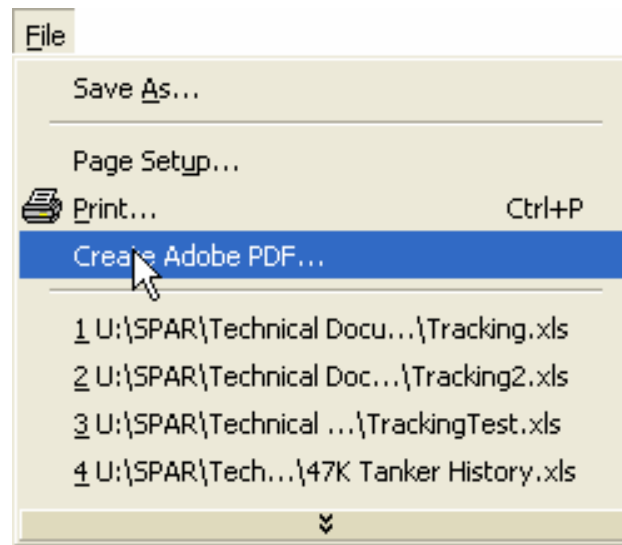 File
Save As...
Page Setup...
Print... Ctrl+P
Create Adobe PDF...
1 U:\SPAR\Technical Docu...\Tracking.xls
2 U:\SPAR\Technical Doc...\Tracking2.xls
3 U:\SPAR\Technical ...\TrackingTest.xls
4 U:\SPAR\Tech...\47K Tanker History.xls